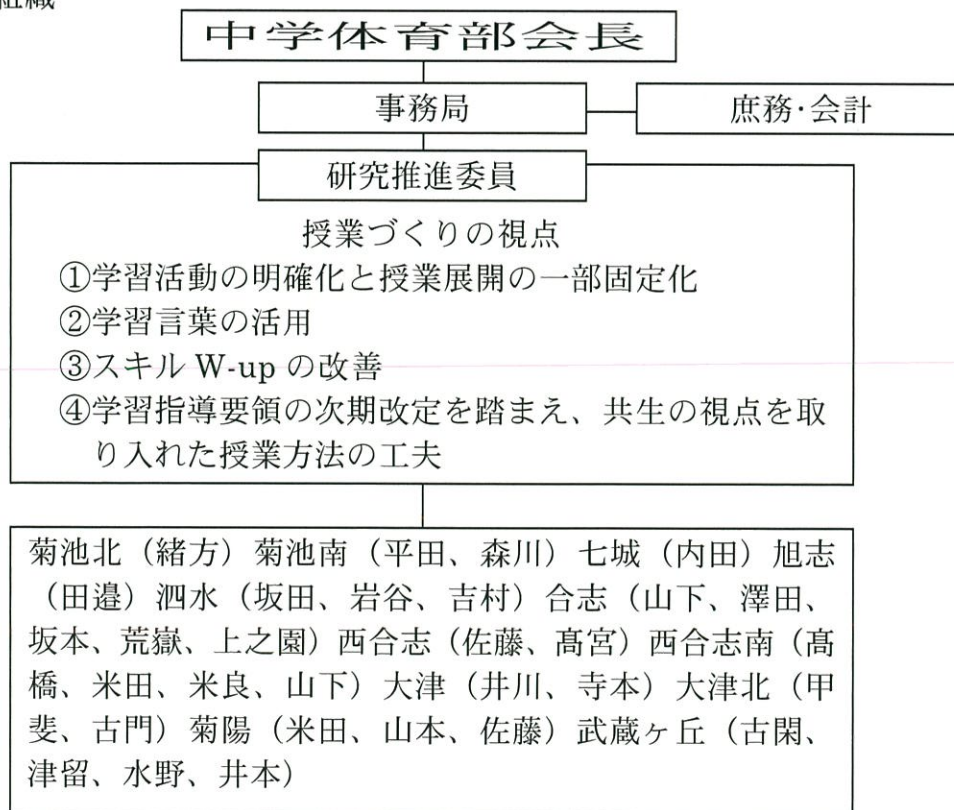 組織
中学体育部会長
事務局
庶務・会計
研究推進委員
授業づくりの視点
①学習活動の明確化と授業展開の一部固定化
②学習言葉の活用
③スキル W-up の改善
④学習指導要領の次期改定を踏まえ、共生の視点を取
り入れた授業方法の工夫
菊池北（緒方）菊池南（平田、森川）七城（内田）旭志
（田邉）泗水（坂田、岩谷、吉村）合志（山下、澤田、
坂本、荒嶽、上之園）西合志（佐藤、髙宮）西合志南（髙
橋、米田、米良、山下）大津（井川、寺本）大津北（甲
斐、古門）菊陽（米田、山本、佐藤）武蔵ヶ丘（古閑、
津留、水野、井本）